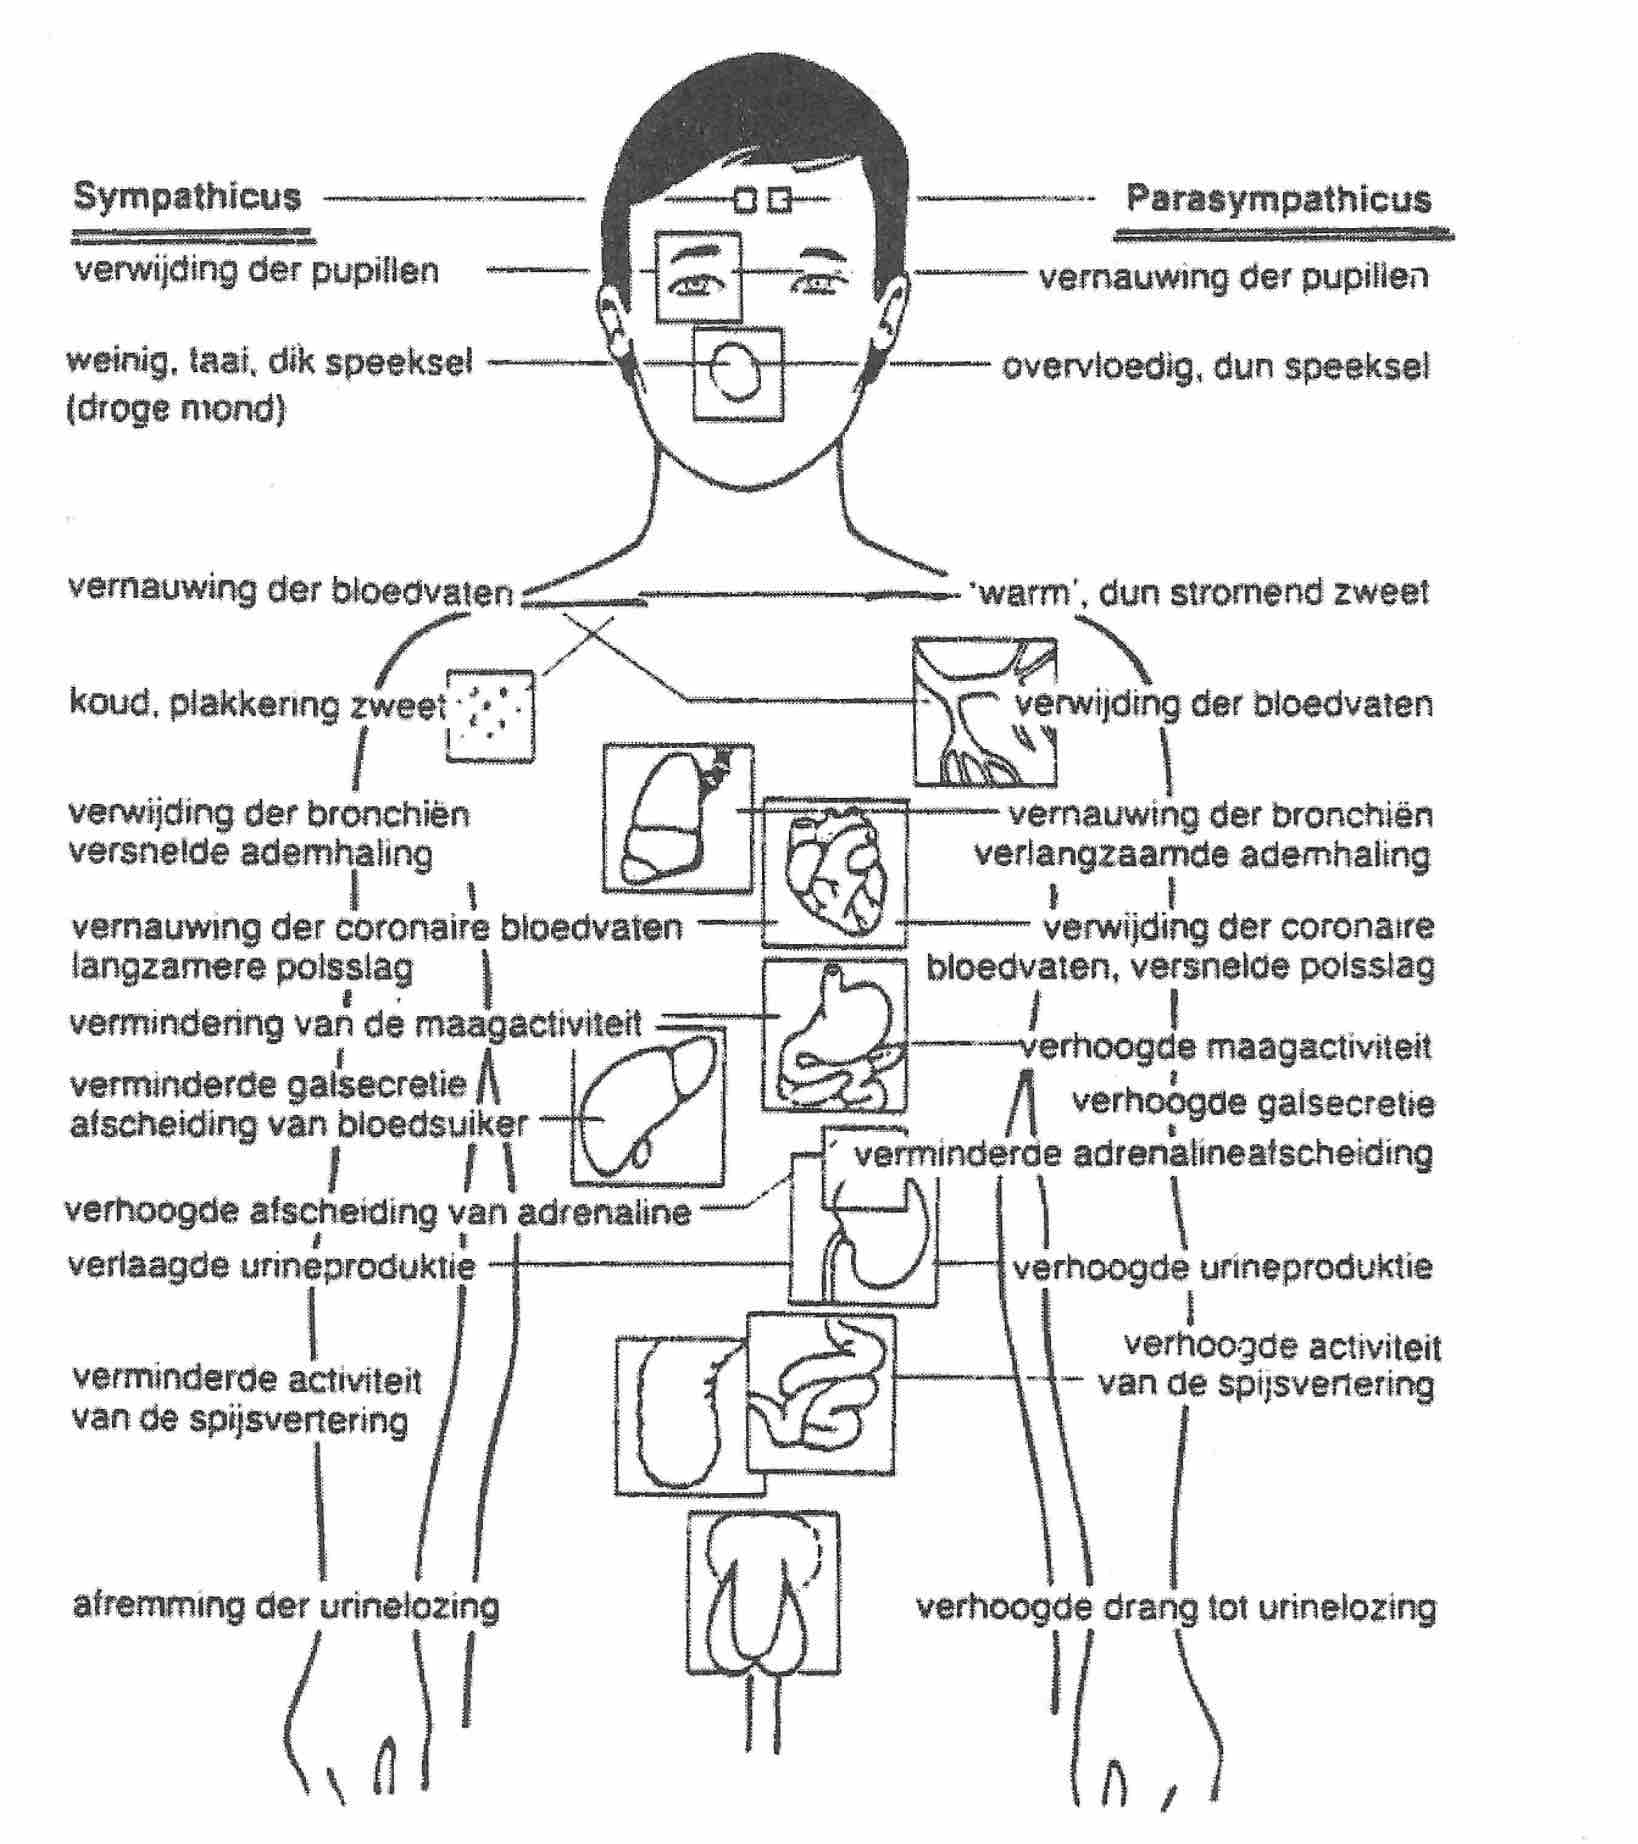 Sympathicus
verwijding der pupillen
weinig, taai, dik speeksel
(droge mond)
vernauwing der bloedvaten
koud, plakkering zweet
verwijding der bronchiën
versnelde ademhaling
vernauwing der coronaire bloedvaten
langzamere polsslag
vermindering van de maagactiviteit
verminderde galsecretie
afscheiding van bloedsuiker
verhoogde afscheiding van adrenaline
verlaagde urineproduktie
verminderde activiteit
van de spijsvertering
afremming der urinelozing
Parasympathicus
vernauwing der pupillen
overvloedig, dun speeksel
'warm', dun stromend zweet
verwijding der bloedvaten
vernauwing der bronchiën
verlangzaamde ademhaling
verwijding der coronaire
bloedvaten, versnelde polsslag
verhoogde maagactiviteit
verhoogde galsecretie
verminderde adrenalineafscheiding
verhoogde urineproduktie
verhoogde activiteit
van de spijsvertering
verhoogde drang tot urinelozing